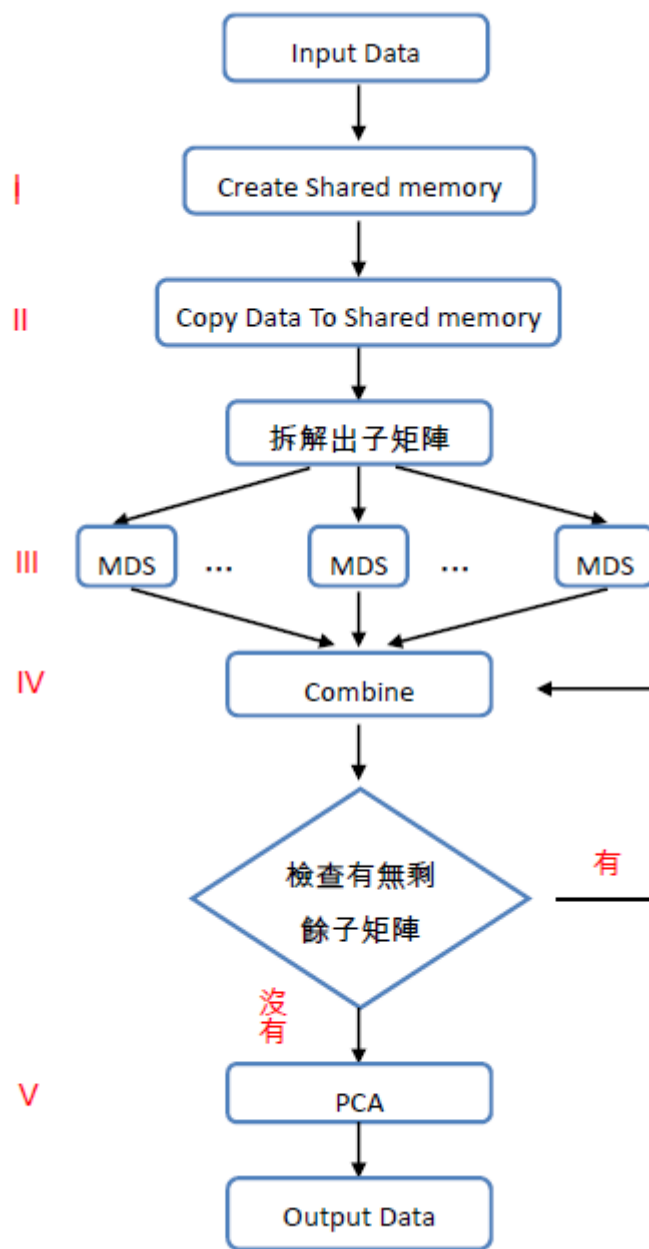 Input Data
I
Create Shared memory
II
Copy Data To Shared memory
拆解出子矩陣
III
MDS
...
MDS
...
MDS
IV
Combine
檢查有無剩
餘子矩陣
有
沒
有
V
PCA
Output Data